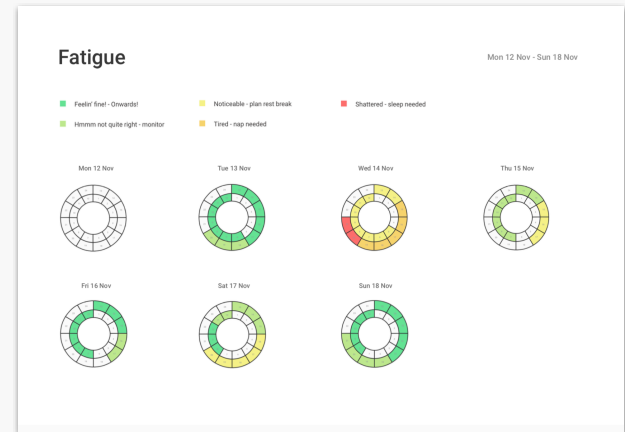 Fatigue
Mon 12 Nov - Sun 18 Nov
Feelin' fine! - Onwards!
Noticeable - plan rest break
Shattered - sleep needed
Hmmm not quite right - monitor
Tired - nap needed
Mon 12 Nov
Tue 13 Nov
Wed 14 Nov
Thu 15 Nov
Fri 16 Nov
Sat 17 Nov
Sun 18 Nov